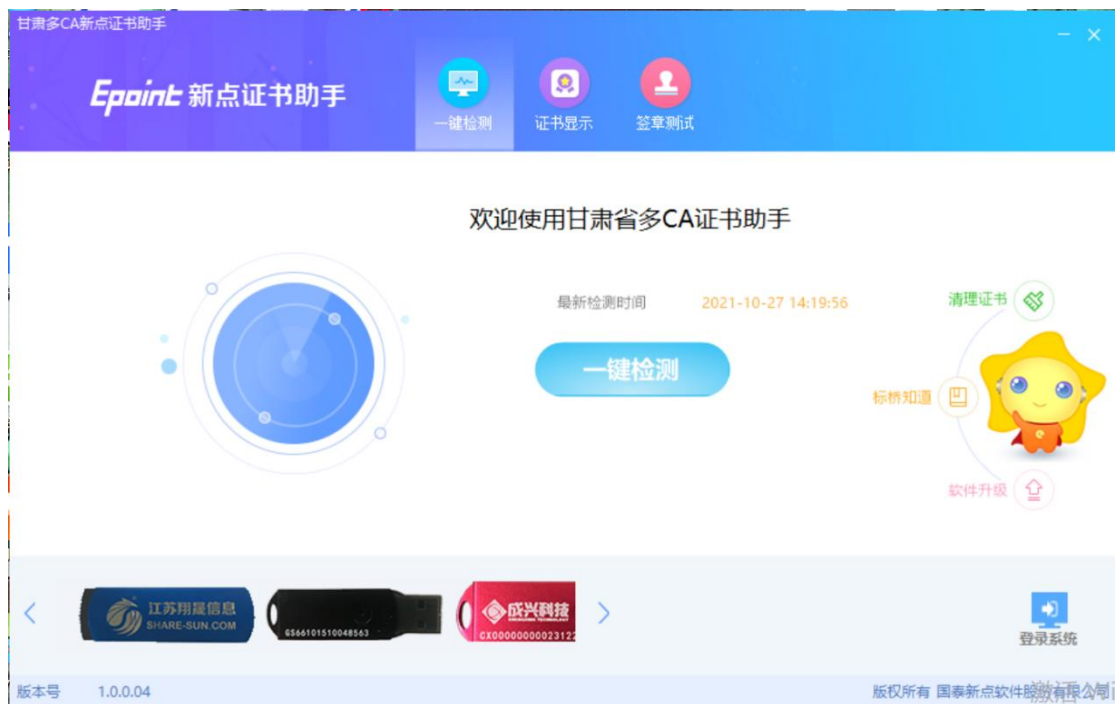 甘肃多CA新点证书助手
Epoint 新点证书助手
一键检测
证书显示
签章测试
欢迎使用甘肃省多CA证书助手
最新检测时间 2021-10-27 14:19:56
清理证书
一键检测
标桥知道
软件升级
江苏翔晟信息
SHARE-SUN.COM
GS66101510048563
成兴科技
CX00000000023122
登录系统
版本号 1.0.0.04
版权所有 国泰新点软件股份有限公司
激活 Wi